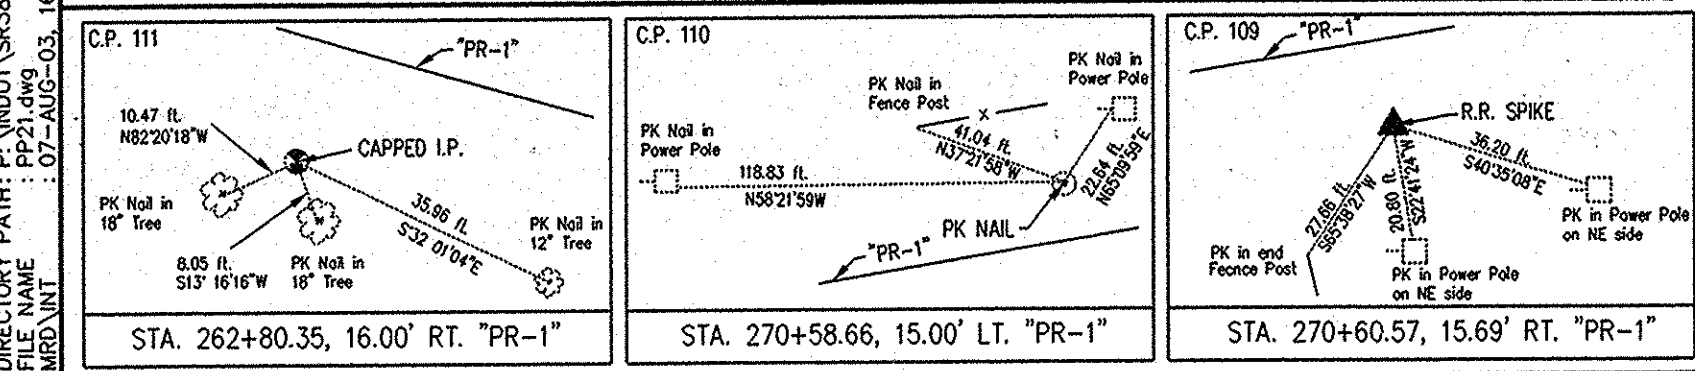 DIRECTORY PATH: P: \INDOT\SR38
FILE NAME : PP21.dwg
MRD\INT : 07-AUG-03, 16
C.P. 111
"PR-1"
10.47 ft.
N82°20'18"W
CAPPED I.P.
PK Nail in
18" Tree
35.96 ft.
S32 01'04"E
PK Nail in
12" Tree
8.05 ft.
S13° 16'16"W
PK Nail in
18" Tree
STA. 262+80.35, 16.00' RT. "PR-1"
C.P. 110
PK Nail in
Power Pole
PK Nail in
Fence Post
x
PK Nail in
Power Pole
41.04 ft.
N37°21'58"W
22.64 ft.
N65°09'59"E
118.83 ft.
N58°21'59W
PK NAIL
"PR-1"
STA. 270+58.66, 15.00' LT. "PR-1"
C.P. 109
"PR-1"
R.R. SPIKE
36.20 ft.
S40°35'08"E
27.66 ft.
S65°38'27"W
20.80 ft.
S22°41'24"W
PK in Power Pole
on NE side
PK in end
Fecnce Post
PK in Power Pole
on NE side
STA. 270+60.57, 15.69' RT. "PR-1"